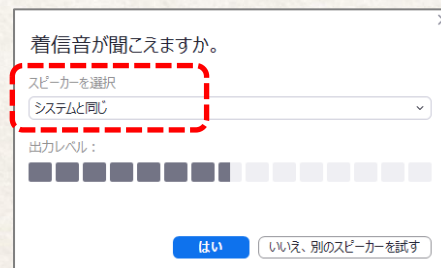 着信音が聞こえますか。
スピーカーを選択
システムと同じ
出力レベル：
はい
いいえ、別のスピーカーを試す